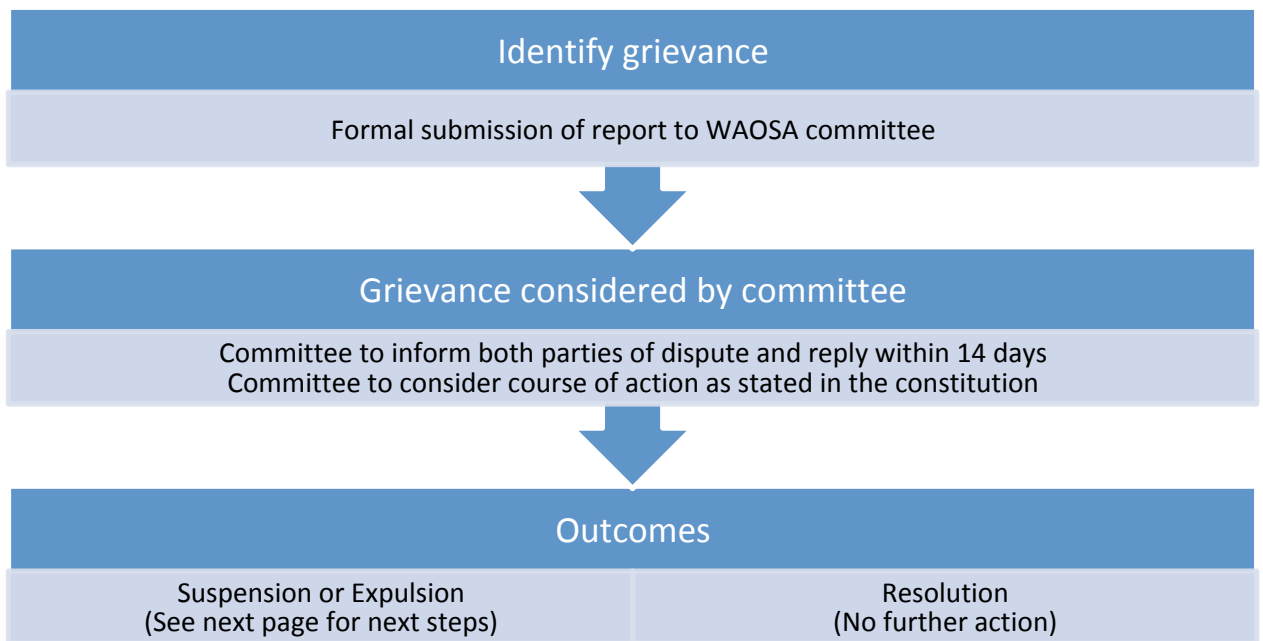 Identify grievance
Formal submission of report to WAOSA committee
Grievance considered by committee
Committee to inform both parties of dispute and reply within 14 days
Committee to consider course of action as stated in the constitution
Outcomes
Suspension or Expulsion
(See next page for next steps)
Resolution
(No further action)